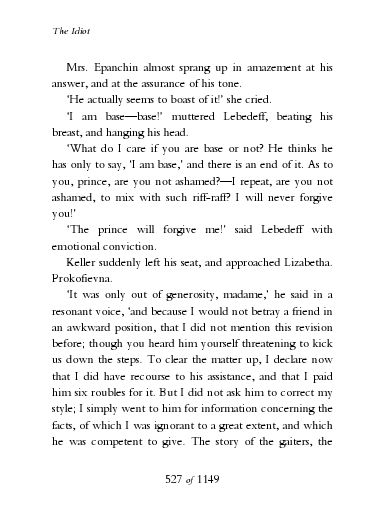 The Idiot
Mrs. Epanchin almost sprang up in amazement at his
answer, and at the assurance of his tone.
‘He actually seems to boast of it!’ she cried.
‘I am base—base!’ muttered Lebedeff, beating his
breast, and hanging his head.
‘What do I care if you are base or not? He thinks he
has only to say, ‘I am base,’ and there is an end of it. As to
you, prince, are you not ashamed?—I repeat, are you not
ashamed, to mix with such riff-raff? I will never forgive
you!’
‘The prince will forgive me!’ said Lebedeff with
emotional conviction.
Keller suddenly left his seat, and approached Lizabetha.
Prokofievna.
‘It was only out of generosity, madame,’ he said in a
resonant voice, ‘and because I would not betray a friend in
an awkward position, that I did not mention this revision
before; though you heard him yourself threatening to kick
us down the steps. To clear the matter up, I declare now
that I did have recourse to his assistance, and that I paid
him six roubles for it. But I did not ask him to correct my
style; I simply went to him for information concerning the
facts, of which I was ignorant to a great extent, and which
he was competent to give. The story of the gaiters, the
527 of 1149